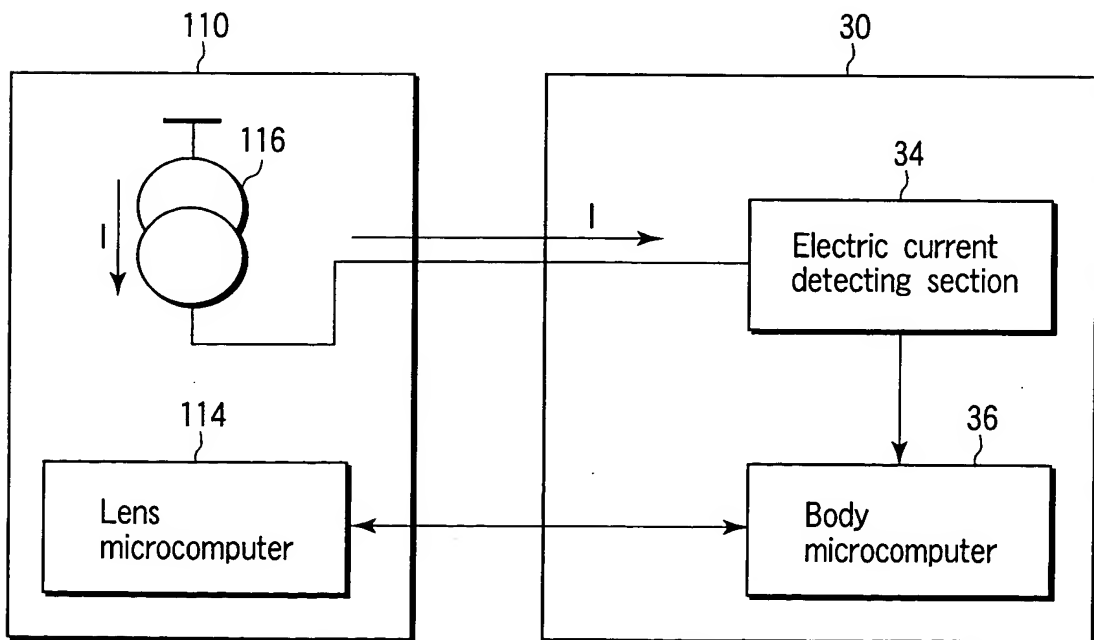 110
30
116
34
I
I
Electric current
detecting section
114
36
Lens
microcomputer
Body
microcomputer